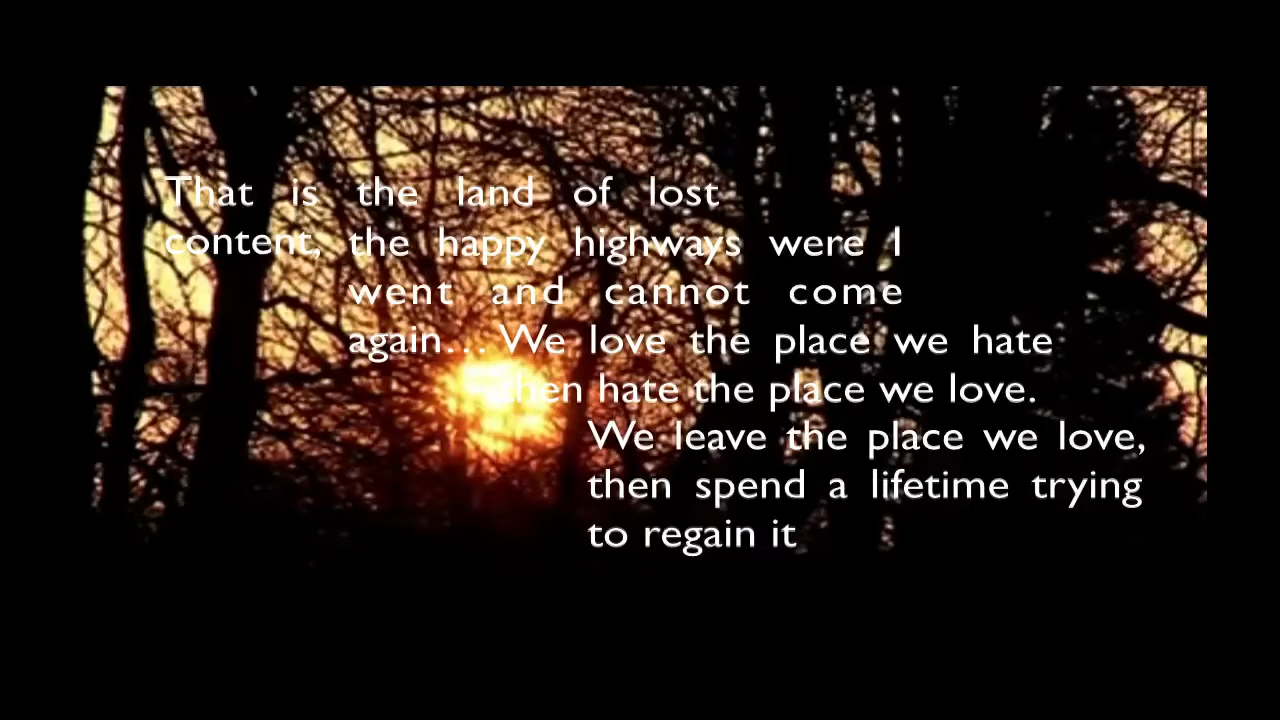 That is the land of lost
content, the happy highways were I
went and cannot come
again... We love the place we hate
then hate the place we love.
We leave the place we love,
then spend a lifetime trying
to regain it